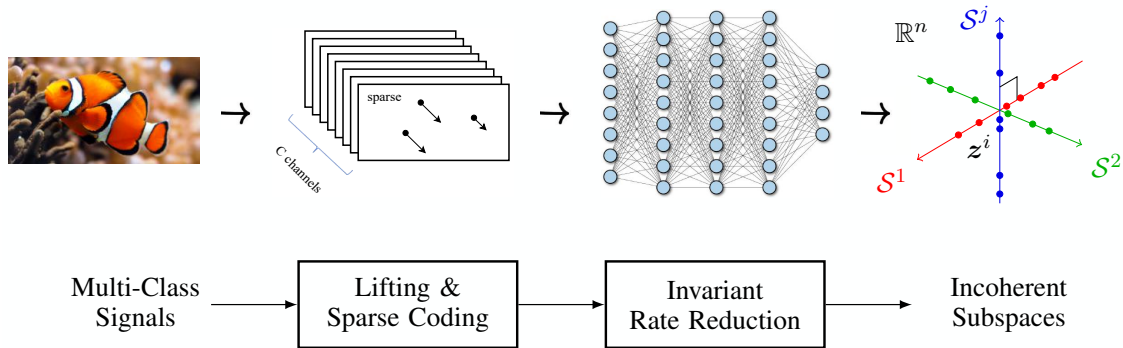 sparse
C channels
ℝⁿ
𝒮ʲ
zⁱ
𝒮¹
𝒮²
Multi-Class
Signals
Lifting &
Sparse Coding
Invariant
Rate Reduction
Incoherent
Subspaces